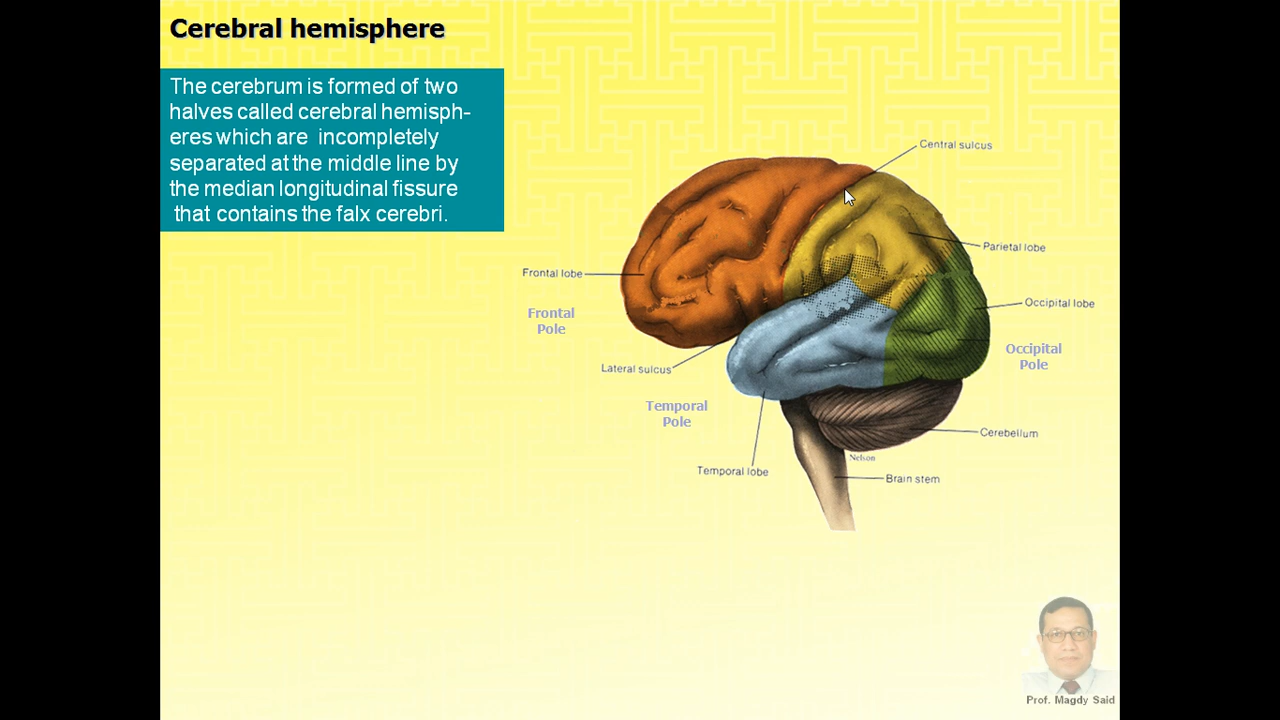 Cerebral hemisphere
The cerebrum is formed of two
halves called cerebral hemisph-
eres which are incompletely
separated at the middle line by
the median longitudinal fissure
that contains the falx cerebri.
Central sulcus
Parietal lobe
Frontal lobe
Occipital lobe
Frontal
Pole
Occipital
Pole
Lateral sulcus
Temporal
Pole
Cerebellum
Nelson
Temporal lobe
Brain stem
Prof. Magdy Said